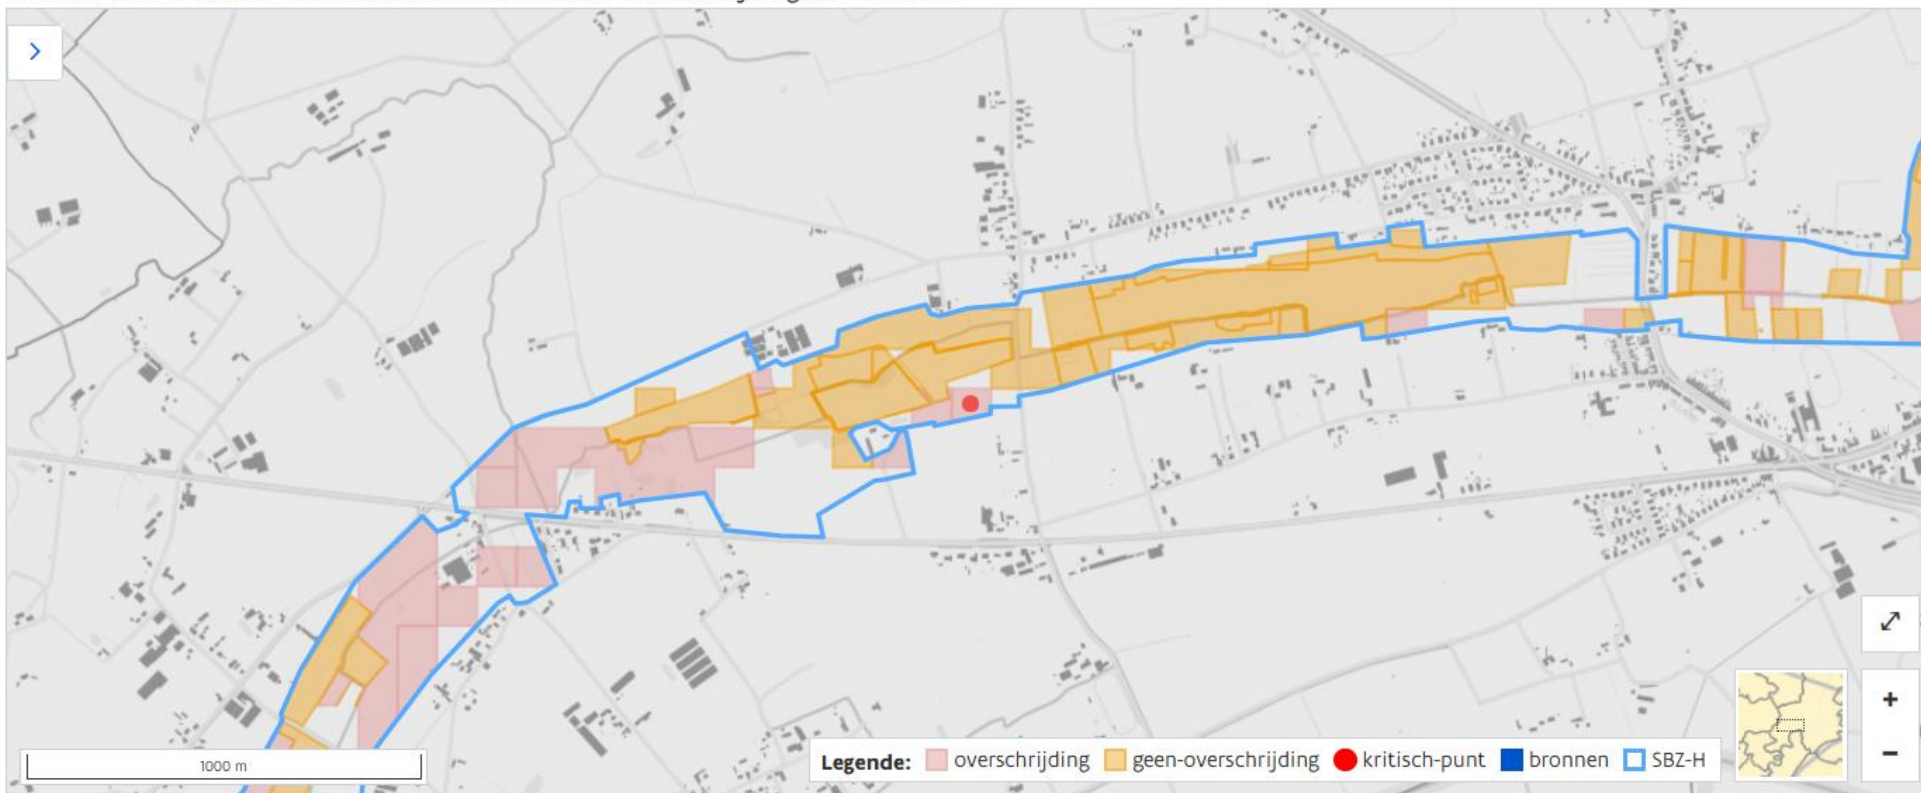 1000 m
Legende: overschrijding geen-overschrijding kritisch-punt bronnen SBZ-H
+
−